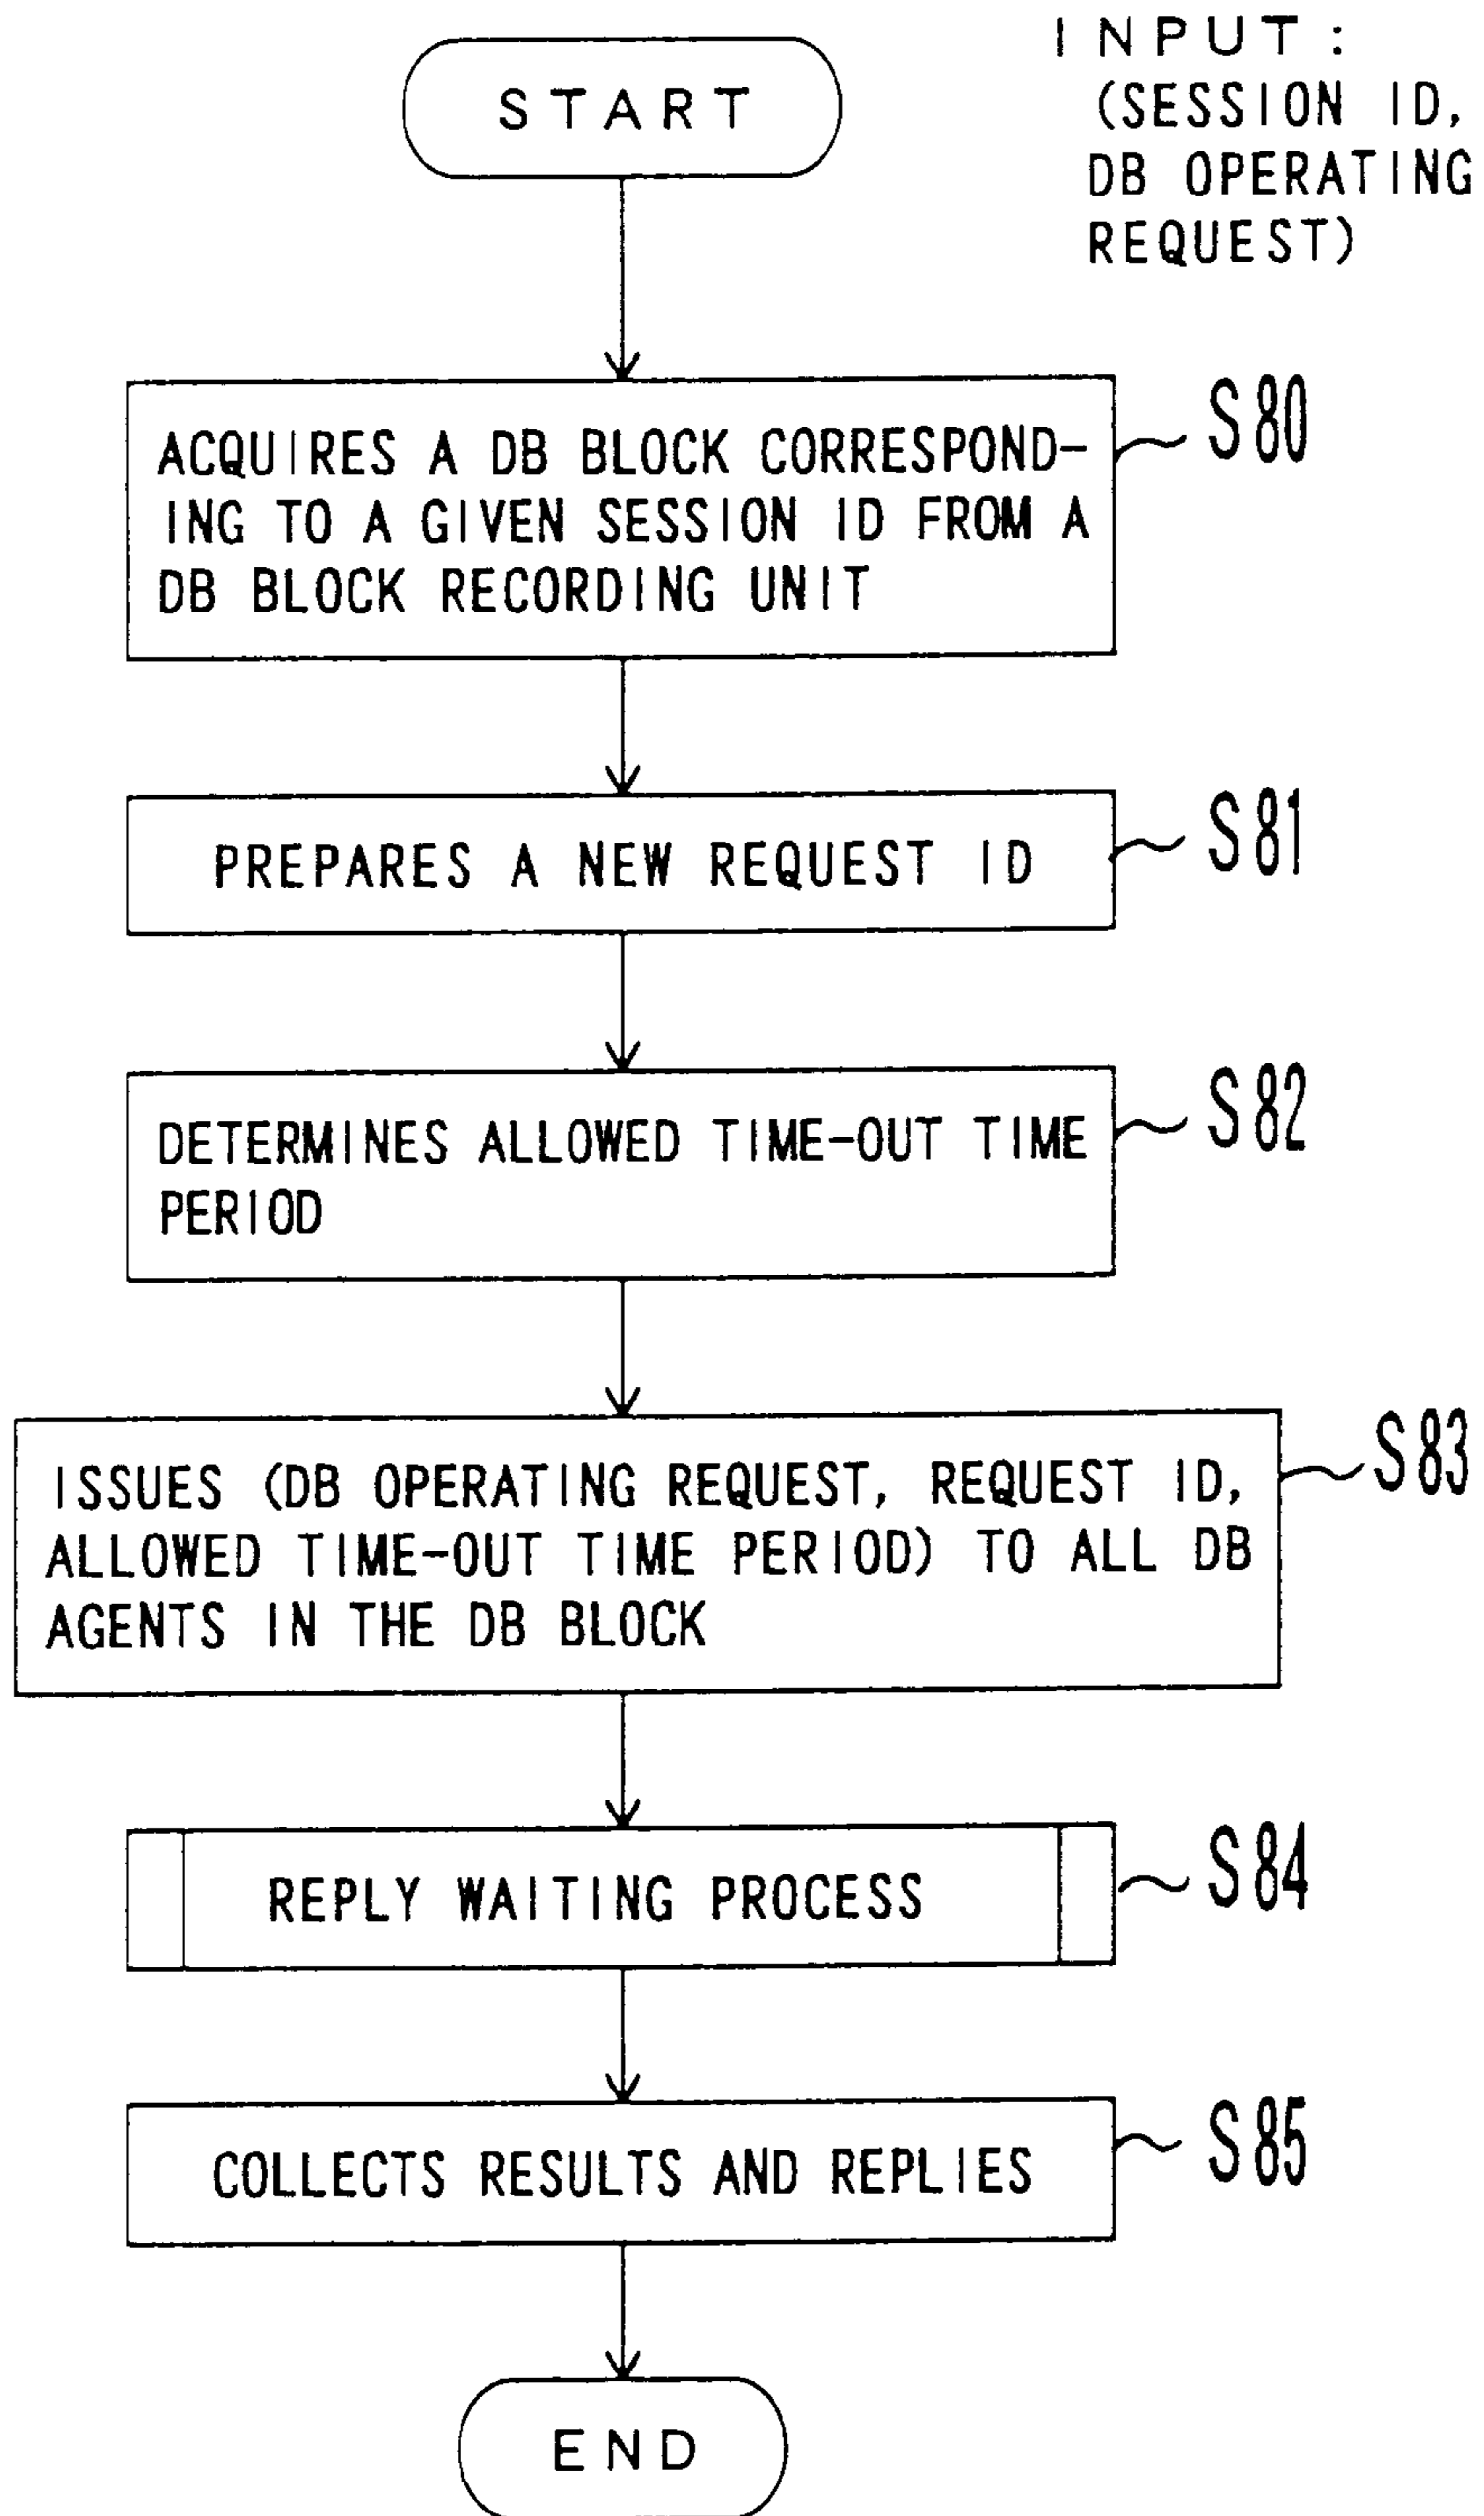 START
INPUT:
(SESSION ID,
DB OPERATING
REQUEST)
ACQUIRES A DB BLOCK CORRESPOND-
ING TO A GIVEN SESSION ID FROM A
DB BLOCK RECORDING UNIT
S80
PREPARES A NEW REQUEST ID
S81
DETERMINES ALLOWED TIME-OUT TIME
PERIOD
S82
ISSUES (DB OPERATING REQUEST, REQUEST ID,
ALLOWED TIME-OUT TIME PERIOD) TO ALL DB
AGENTS IN THE DB BLOCK
S83
REPLY WAITING PROCESS
S84
COLLECTS RESULTS AND REPLIES
S85
END